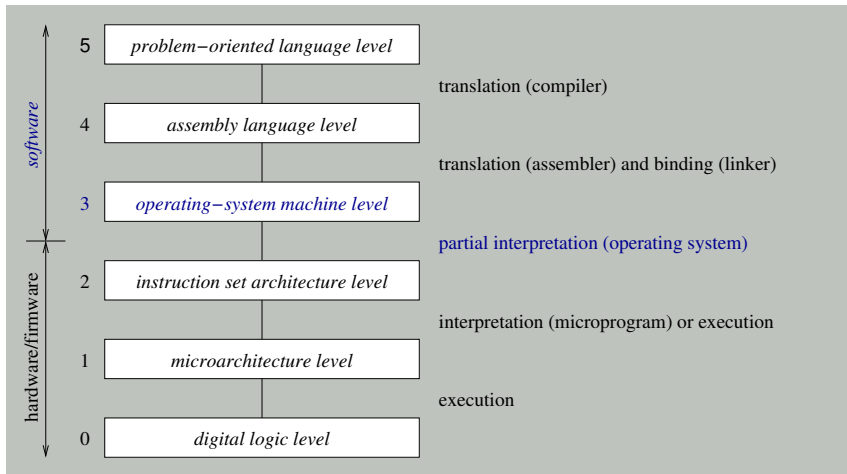 5 problem−oriented language level
translation (compiler)
4 assembly language level
translation (assembler) and binding (linker)
3 operating−system machine level
partial interpretation (operating system)
2 instruction set architecture level
interpretation (microprogram) or execution
1 microarchitecture level
execution
0 digital logic level
software
hardware/firmware